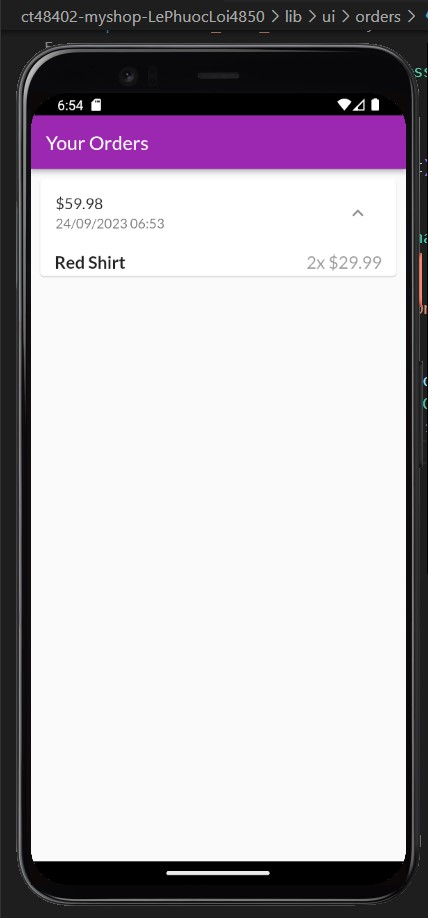 ct48402-myshop-LePhuocLoi4850 > lib > ui > orders >
6:54
Your Orders
$59.98
24/09/2023 06:53
Red Shirt 2x $29.99